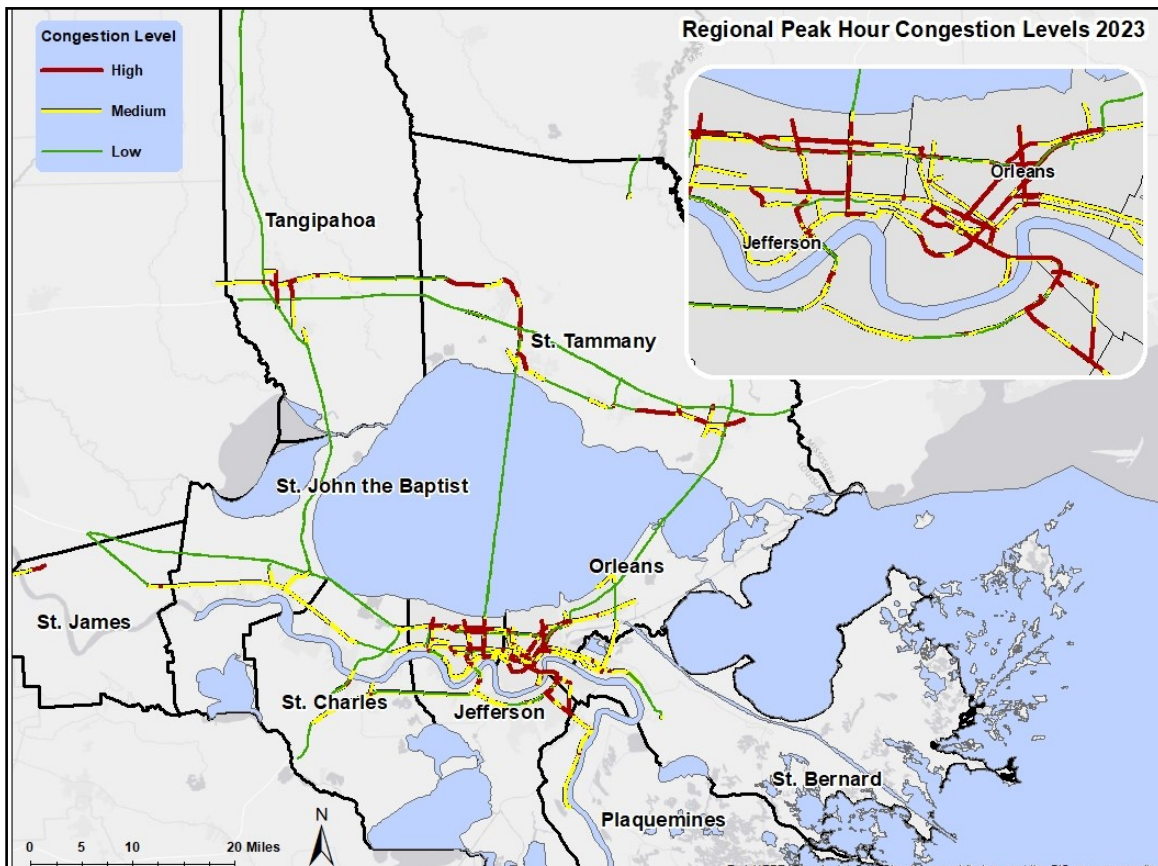 Regional Peak Hour Congestion Levels 2023
Congestion Level
High
Medium
Low
Orleans
Jefferson
Tangipahoa
St. Tammany
St. John the Baptist
Orleans
St. James
St. Charles
Jefferson
St. Bernard
Plaquemines
N
0 5 10 20 Miles